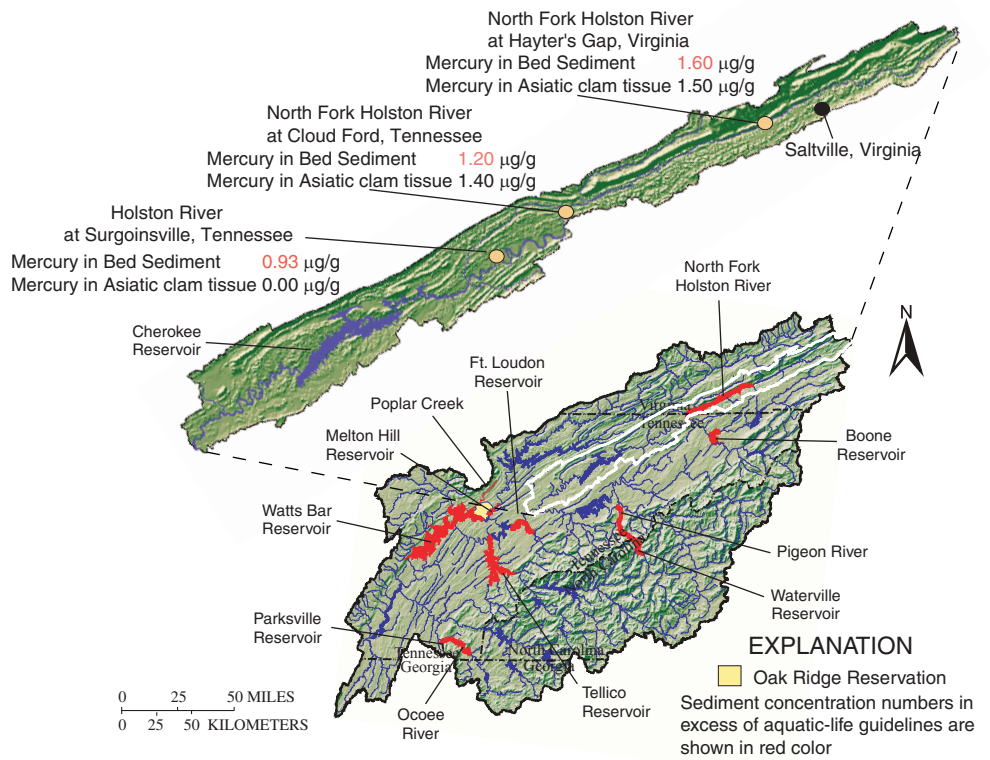 North Fork Holston River
at Hayter's Gap, Virginia
Mercury in Bed Sediment 1.60 µg/g
Mercury in Asiatic clam tissue 1.50 µg/g
North Fork Holston River
at Cloud Ford, Tennessee
Mercury in Bed Sediment 1.20 µg/g
Mercury in Asiatic clam tissue 1.40 µg/g
Saltville, Virginia
Holston River
at Surgoinsville, Tennessee
Mercury in Bed Sediment 0.93 µg/g
Mercury in Asiatic clam tissue 0.00 µg/g
North Fork
Holston River
N
Cherokee
Reservoir
Ft. Loudon
Reservoir
Poplar Creek
Melton Hill
Reservoir
Virginia
Tennessee
Boone
Reservoir
Watts Bar
Reservoir
Tennessee
North Carolina
Pigeon River
Waterville
Reservoir
Parksville
Reservoir
Tennessee
Georgia
North Carolina
Georgia
Tellico
Reservoir
Ocoee
River
EXPLANATION
Oak Ridge Reservation
Sediment concentration numbers in
excess of aquatic-life guidelines are
shown in red color
0 25 50 MILES
0 25 50 KILOMETERS